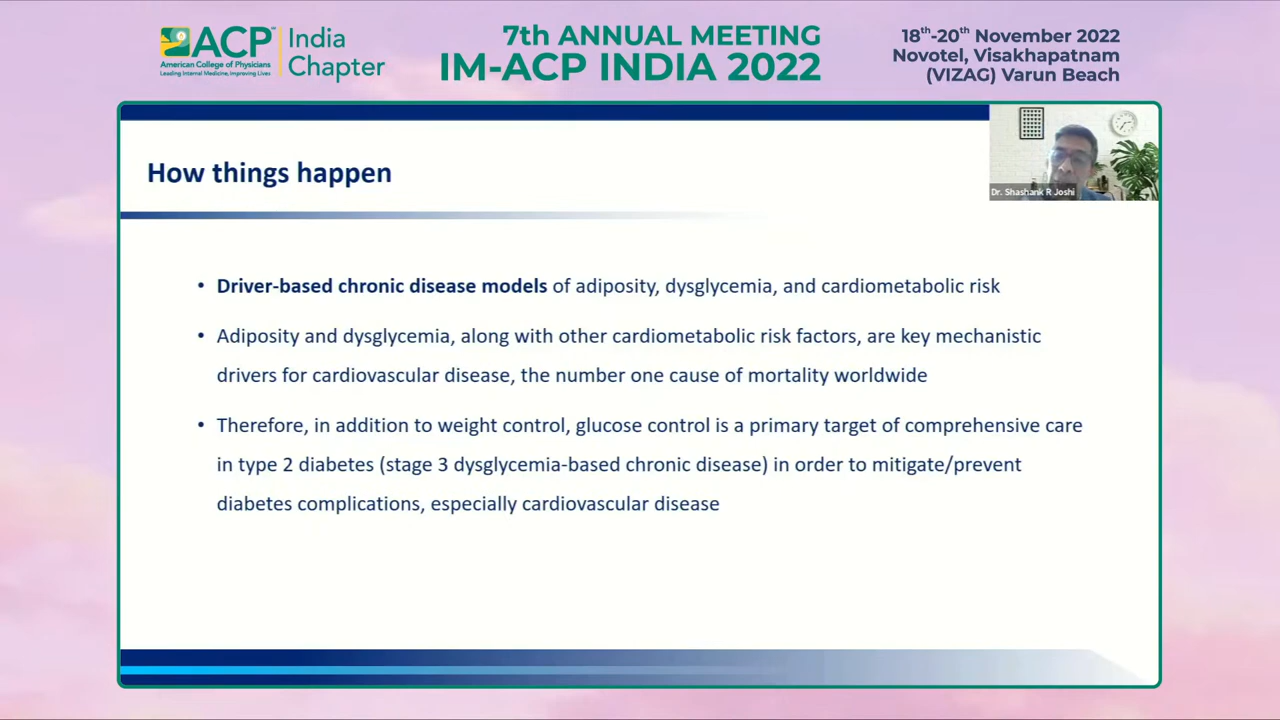 ACP™
American College of Physicians
Leading Internal Medicine, Improving Lives
India
Chapter
7th ANNUAL MEETING
IM-ACP INDIA 2022
18th-20th November 2022
Novotel, Visakhapatnam
(VIZAG) Varun Beach
How things happen
Dr. Shashank R Joshi
• Driver-based chronic disease models of adiposity, dysglycemia, and cardiometabolic risk
• Adiposity and dysglycemia, along with other cardiometabolic risk factors, are key mechanistic
drivers for cardiovascular disease, the number one cause of mortality worldwide
• Therefore, in addition to weight control, glucose control is a primary target of comprehensive care
in type 2 diabetes (stage 3 dysglycemia-based chronic disease) in order to mitigate/prevent
diabetes complications, especially cardiovascular disease